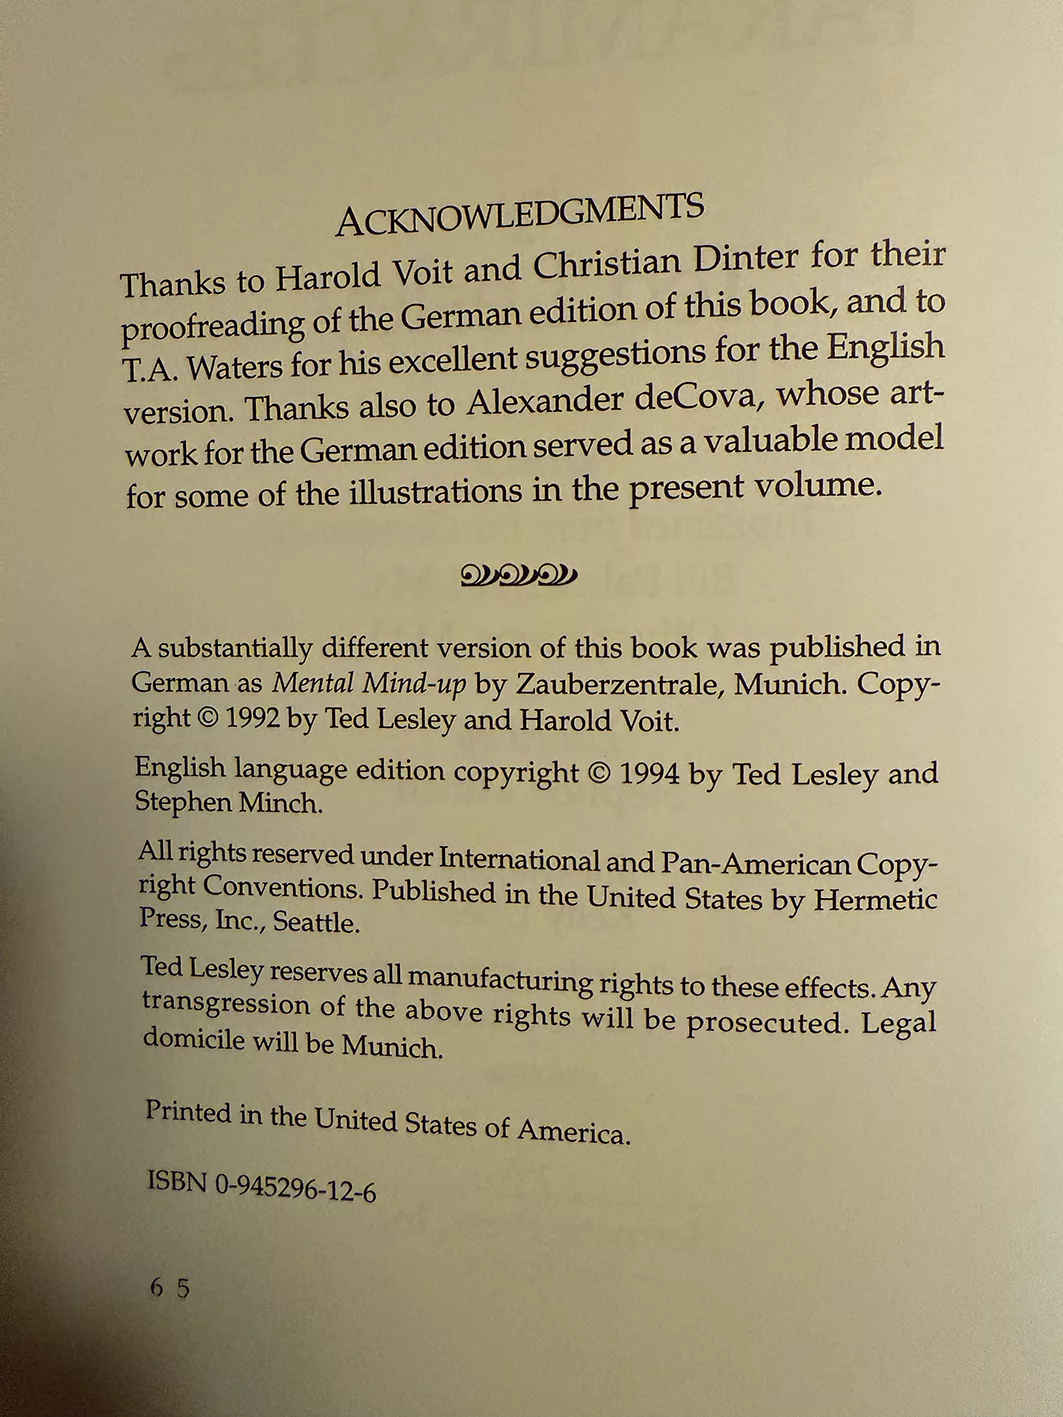 ACKNOWLEDGMENTS
Thanks to Harold Voit and Christian Dinter for their
proofreading of the German edition of this book, and to
T.A. Waters for his excellent suggestions for the English
version. Thanks also to Alexander deCova, whose art-
work for the German edition served as a valuable model
for some of the illustrations in the present volume.
A substantially different version of this book was published in
German as Mental Mind-up by Zauberzentrale, Munich. Copy-
right © 1992 by Ted Lesley and Harold Voit.
English language edition copyright © 1994 by Ted Lesley and
Stephen Minch.
All rights reserved under International and Pan-American Copy-
right Conventions. Published in the United States by Hermetic
Press, Inc., Seattle.
Ted Lesley reserves all manufacturing rights to these effects. Any
transgression of the above rights will be prosecuted. Legal
domicile will be Munich.
Printed in the United States of America.
ISBN 0-945296-12-6
6 5